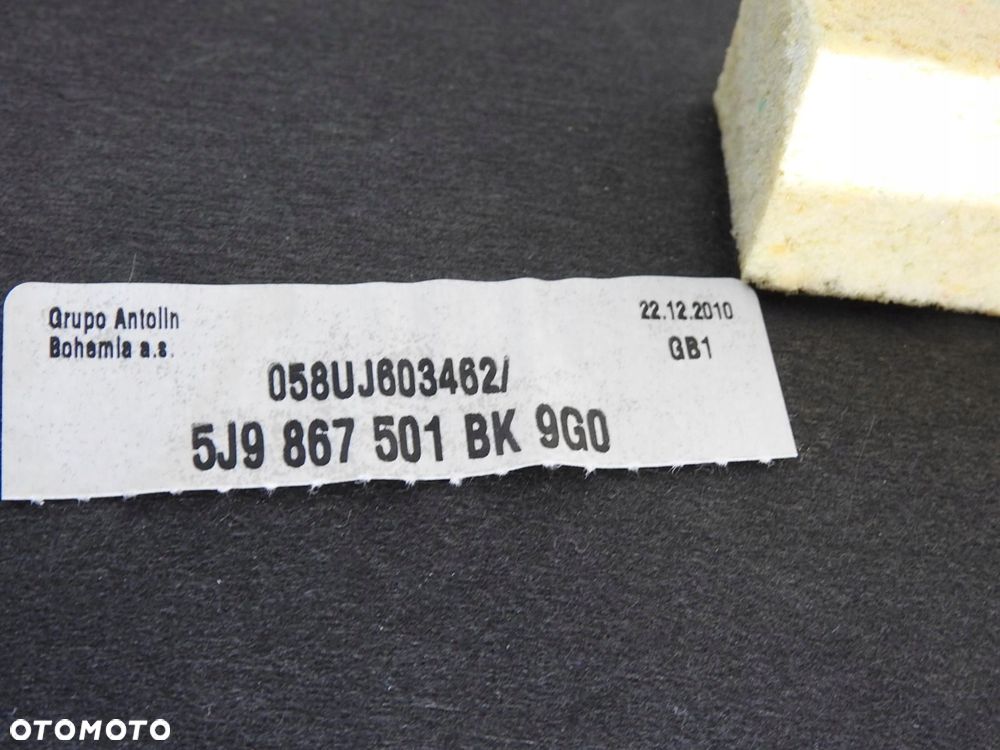 Grupo Antolin
Bohemia a.s.
22.12.2010
GB1
058UJ603462/
5J9 867 501 BK 9G0
OTOMOTO